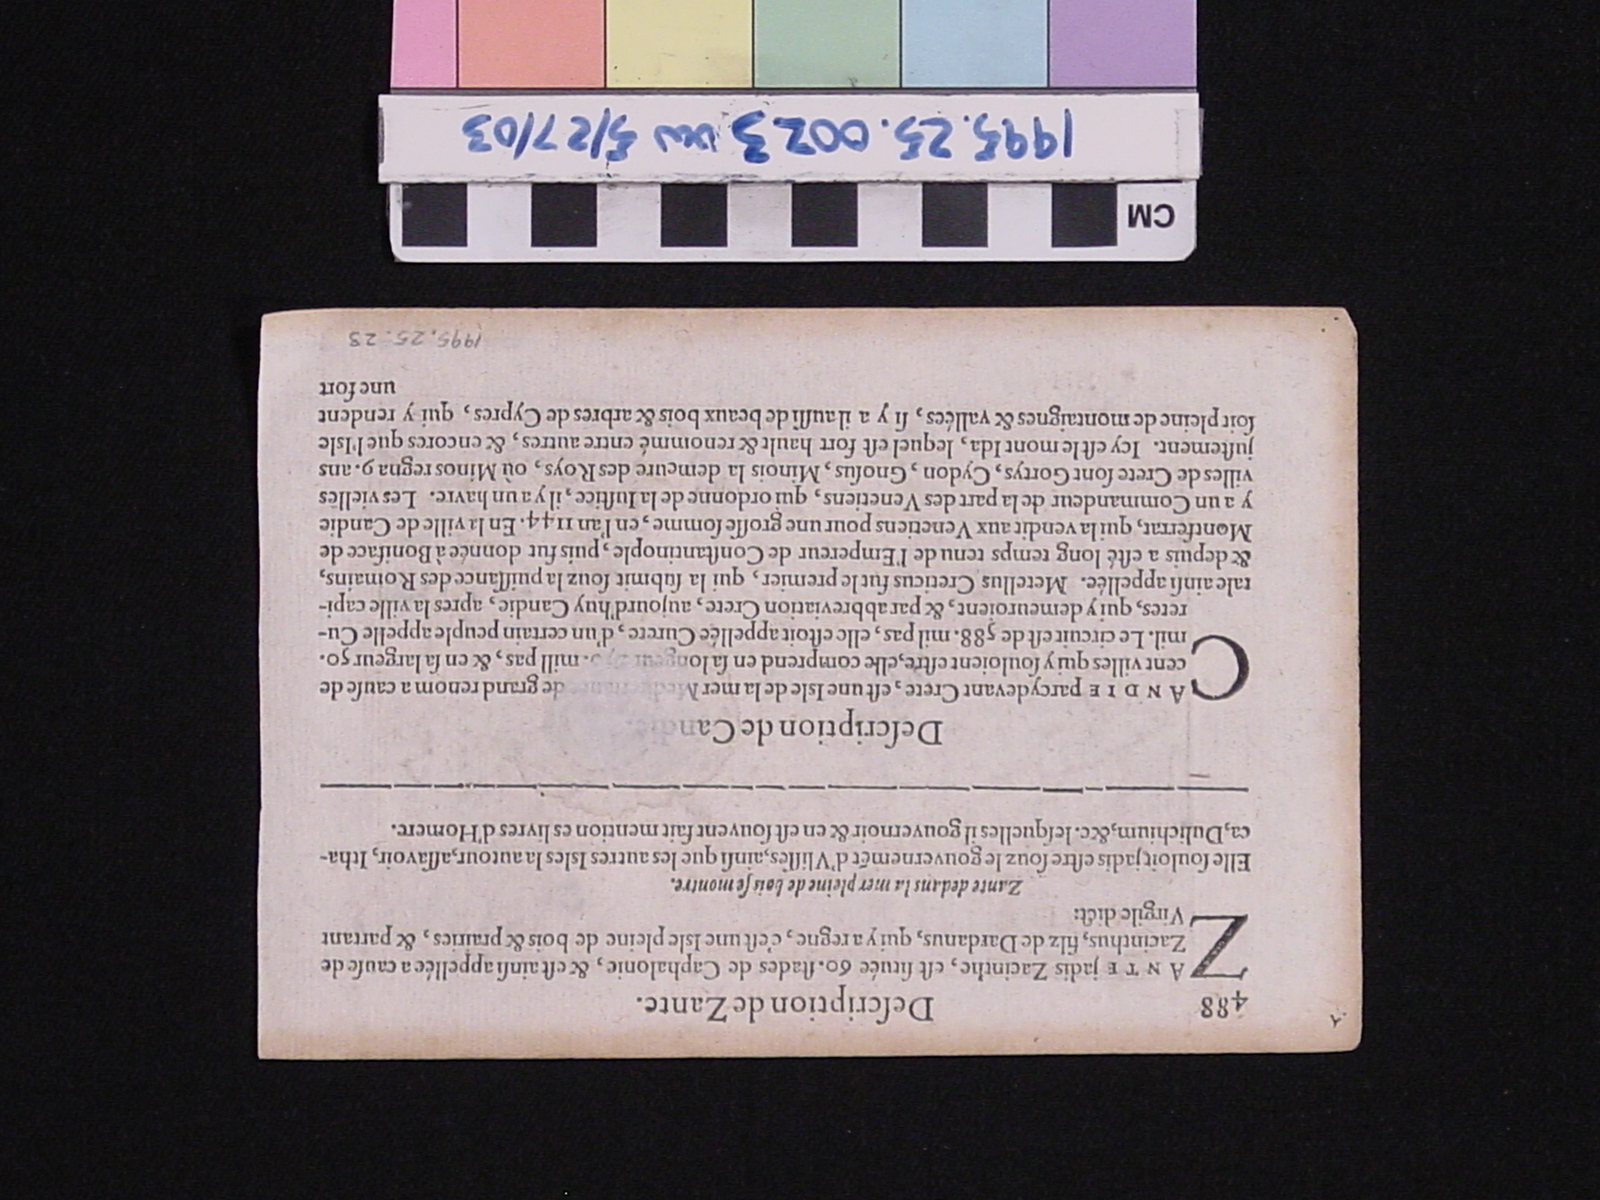 488 Deſcription de Zante.
ZANTE jadis Zacinthe, eſt ſituée 60. ſtades de Caphalonie, & eſt ainſi appellée a cauſe de
Zacinthus, filz de Dardanus, qui y a regne, c'eſt une Isle pleine de bois & prairies, & partant
Virgile dict:
Zante dedans la mer pleine de bois ſe montre.
Elle ſouloit jadis eſtre ſouz le gouvernemēt d'Vliſſes, ainſi que les autres Isles la autour, aſſavoir, Itha-
ca, Dulichium, &c. leſquelles il gouvernoit & en eſt ſouvent fait mention es livres d'Homere.
Deſcription de Candie.
CANDIE parcydevant Crete, eſt une Isle de la mer Mediterranée de grand renom a cauſe de
cent villes qui y ſouloient eſtre, elle comprend en ſa longeur mill pas, & en ſa largeur 50.
mil. Le circuit eſt de 588. mil pas, elle eſtoit appellée Curete, d'un certain peuple appelle Cu-
retes, qui y demeuroient, & par abbreviation Crete, aujourd'huy Candie, apres la ville capi-
tale ainſi appellée. Metellus Creticus fut le premier, qui la ſubmit ſouz la puiſſance des Romains,
& depuis a eſté long temps tenu de l'Empereur de Conſtantinople, puis fut donnée à Boniface de
Montferrat, qui la vendit aux Venetiens pour une groſſe ſomme, en l'an 1144. En la ville de Candie
y a un Commandeur de la part des Venetiens, qui ordonne de la Iuſtice, il y a un havre. Les vielles
villes de Crete ſont Gortys, Cydon, Gnoſus, Minois la demeure des Roys, où Minos regna 9. ans
juſtement. Icy eſt le mont Ida, lequel eſt fort hault & renommé entre autres, & encores que l'Isle
ſoit pleine de montaignes & vallées, ſi y a il auſſi de beaux bois & arbres de Cypres, qui y rendent
une fort
1995.25.23
CM
1995.25.0023 uw 5/27/03